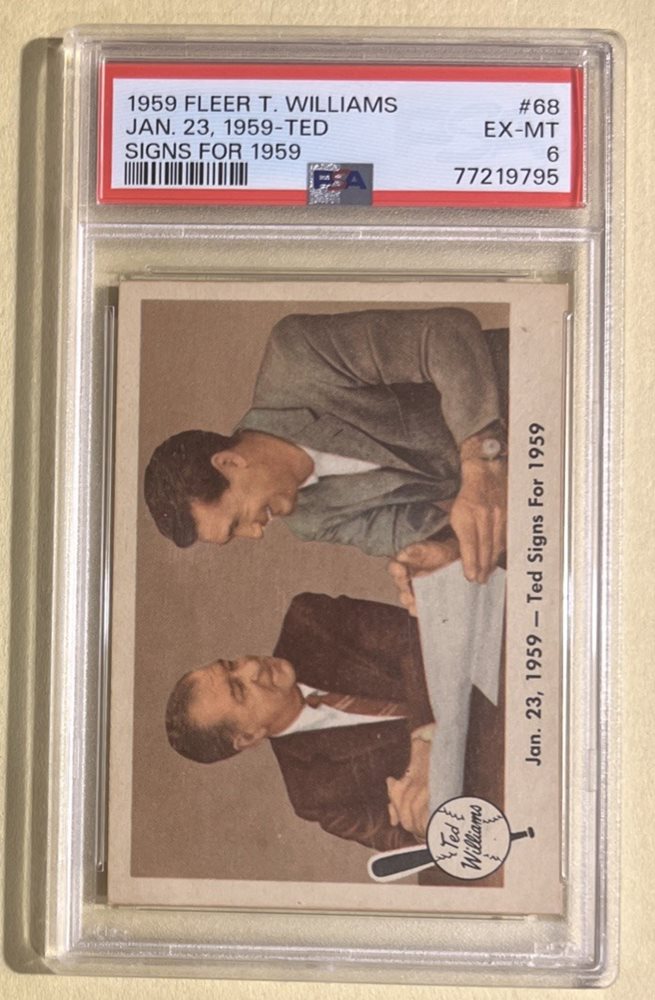 1959 FLEER T. WILLIAMS #68
JAN. 23, 1959-TED EX-MT
SIGNS FOR 1959 6
PSA 77219795
Jan. 23, 1959 — Ted Signs For 1959
Ted
Williams